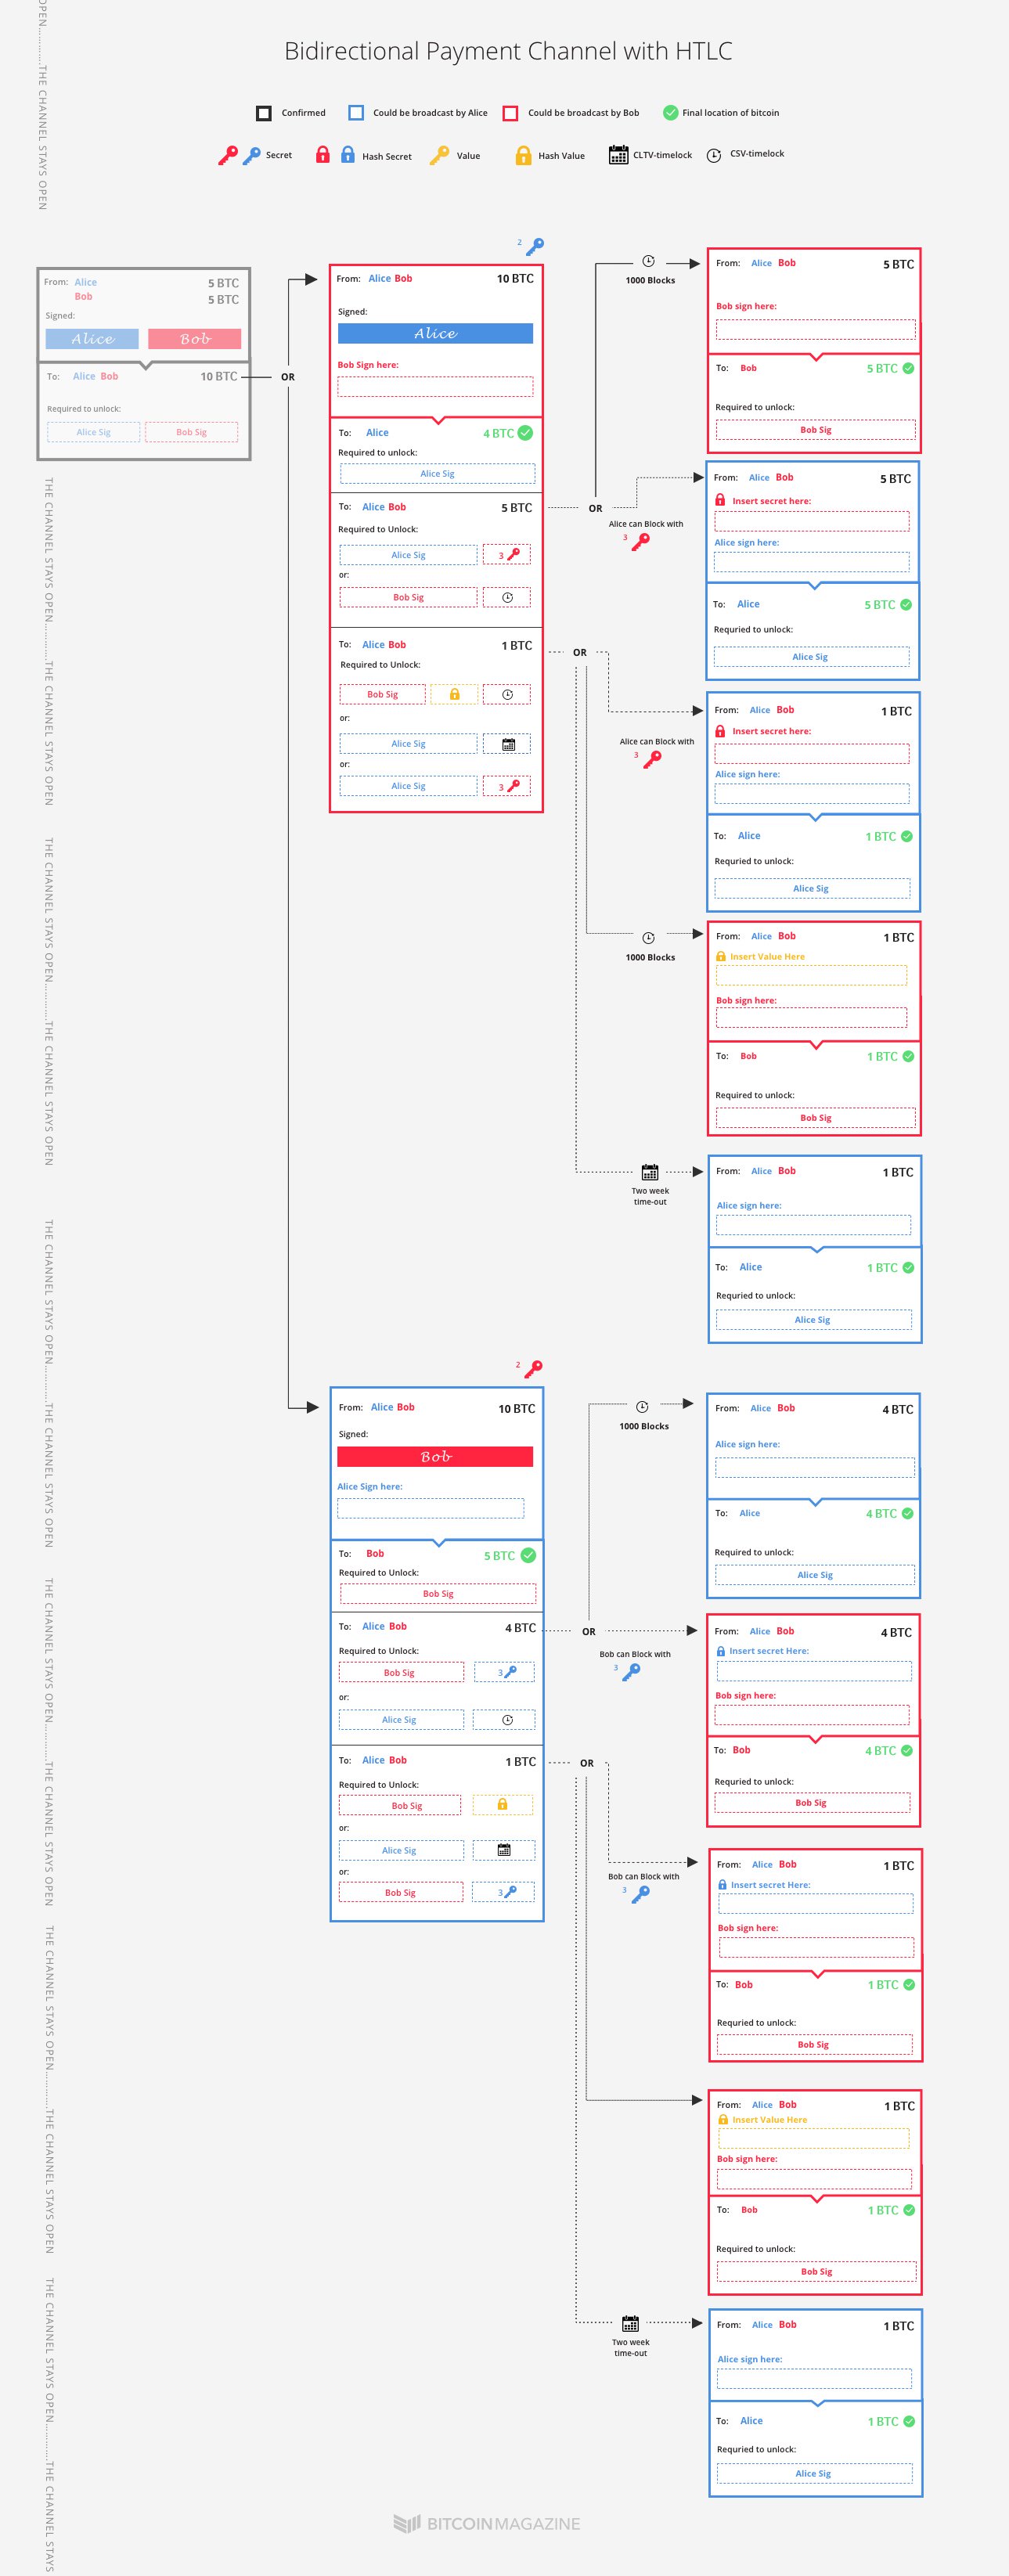 Bidirectional Payment Channel with HTLC
Confirmed
Could be broadcast by Alice
Could be broadcast by Bob
Final location of bitcoin
Secret
Hash Secret
Value
Hash Value
CLTV-timelock
CSV-timelock
OPEN............THE CHANNEL STAYS OPEN
From: Alice 5 BTC
Bob 5 BTC
Signed:
Alice Bob
To: Alice Bob 10 BTC
Required to unlock:
Alice Sig Bob Sig
OR
THE CHANNEL STAYS OPEN............THE CHANNEL STAYS OPEN
THE CHANNEL STAYS OPEN............THE CHANNEL STAYS OPEN
THE CHANNEL STAYS OPEN............THE CHANNEL STAYS OPEN
THE CHANNEL STAYS OPEN............THE CHANNEL STAYS OPEN
THE CHANNEL STAYS OPEN............THE CHANNEL STAYS OPEN
THE CHANNEL STAYS OPEN............THE CHANNEL STAYS
2
From: Alice Bob 10 BTC
Signed:
Alice
Bob Sign here:
To: Alice 4 BTC
Required to unlock:
Alice Sig
To: Alice Bob 5 BTC
Required to Unlock:
Alice Sig 3
or:
Bob Sig
To: Alice Bob 1 BTC
Required to Unlock:
Bob Sig
or:
Alice Sig
or:
Alice Sig 3
OR
1000 Blocks
Alice can Block with
3
From: Alice Bob 5 BTC
Bob sign here:
To: Bob 5 BTC
Required to unlock:
Bob Sig
From: Alice Bob 5 BTC
Insert secret here:
Alice sign here:
To: Alice 5 BTC
Requried to unlock:
Alice Sig
OR
Alice can Block with
3
From: Alice Bob 1 BTC
Insert secret here:
Alice sign here:
To: Alice 1 BTC
Requried to unlock:
Alice Sig
1000 Blocks
From: Alice Bob 1 BTC
Insert Value Here
Bob sign here:
To: Bob 1 BTC
Required to unlock:
Bob Sig
Two week
time-out
From: Alice Bob 1 BTC
Alice sign here:
To: Alice 1 BTC
Requried to unlock:
Alice Sig
2
From: Alice Bob 10 BTC
Signed:
Bob
Alice Sign here:
To: Bob 5 BTC
Required to Unlock:
Bob Sig
To: Alice Bob 4 BTC
Required to Unlock:
Bob Sig 3
or:
Alice Sig
To: Alice Bob 1 BTC
Required to Unlock:
Bob Sig
or:
Alice Sig
or:
Bob Sig 3
1000 Blocks
OR
Bob can Block with
3
From: Alice Bob 4 BTC
Alice sign here:
To: Alice 4 BTC
Required to unlock:
Alice Sig
From: Alice Bob 4 BTC
Insert secret Here:
Bob sign here:
To: Bob 4 BTC
Requried to unlock:
Bob Sig
OR
Bob can Block with
3
From: Alice Bob 1 BTC
Insert secret Here:
Bob sign here:
To: Bob 1 BTC
Requried to unlock:
Bob Sig
From: Alice Bob 1 BTC
Insert Value Here
Bob sign here:
To: Bob 1 BTC
Required to unlock:
Bob Sig
Two week
time-out
From: Alice Bob 1 BTC
Alice sign here:
To: Alice 1 BTC
Requried to unlock:
Alice Sig
BITCOINMAGAZINE